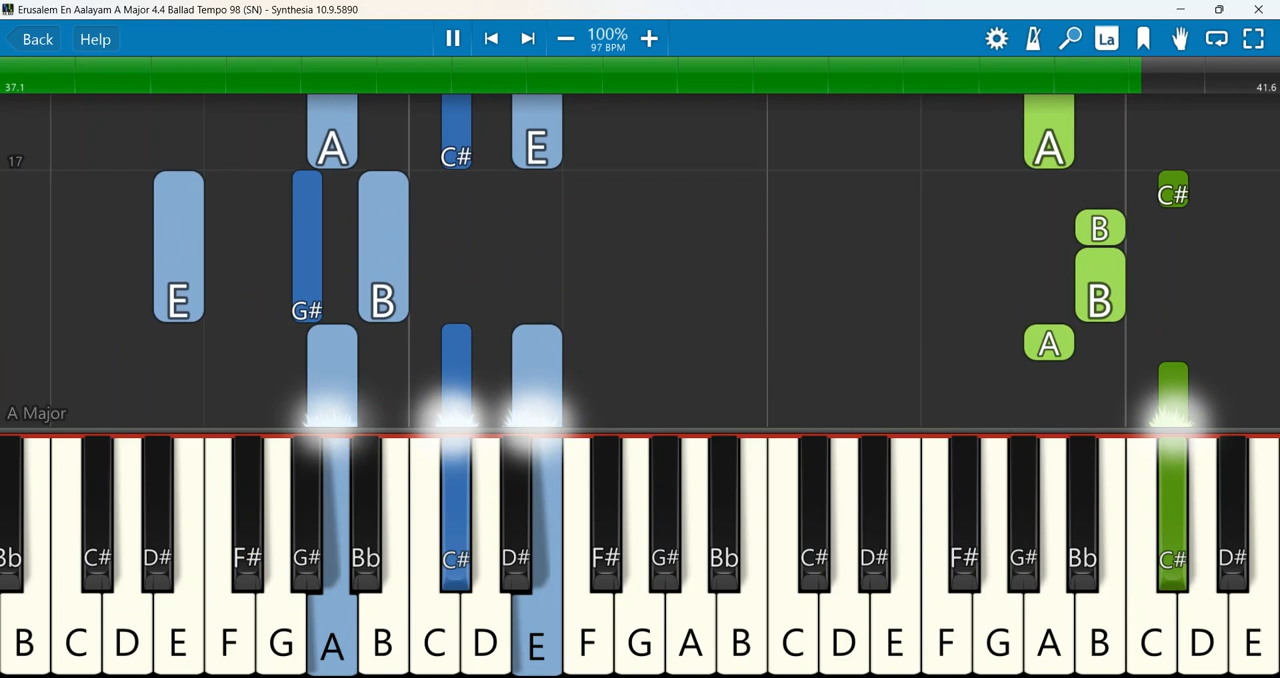 Erusalem En Aalayam A Major 4.4 Ballad Tempo 98 (SN) - Synthesia 10.9.5890
Back Help 100% La
97 BPM
37.1 41.6
A C# E A
17
C#
B
E G# B B
A
A Major
Bb C# D# F# G# Bb C# D# F# G# Bb C# D# F# G# Bb C# D#
B C D E F G A B C D E F G A B C D E F G A B C D E